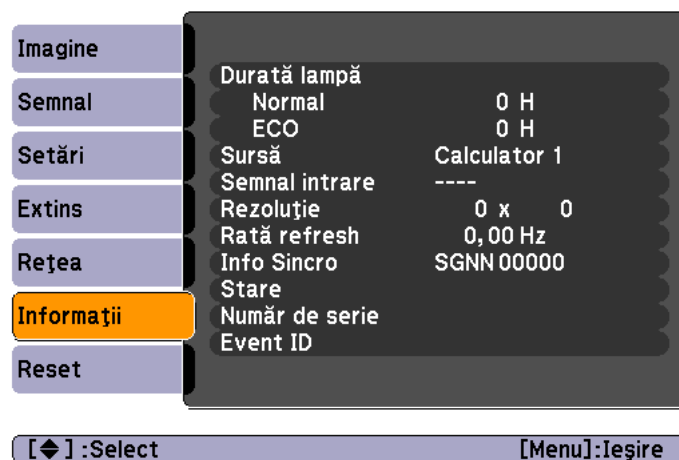 Imagine
Semnal
Setări
Extins
Reţea
Informaţii
Reset
Durată lampă
Normal 0 H
ECO 0 H
Sursă Calculator 1
Semnal intrare ----
Rezoluţie 0 x 0
Rată refresh 0,00 Hz
Info Sincro SGNN 00000
Stare
Număr de serie
Event ID
[◆] :Select [Menu]:Ieşire